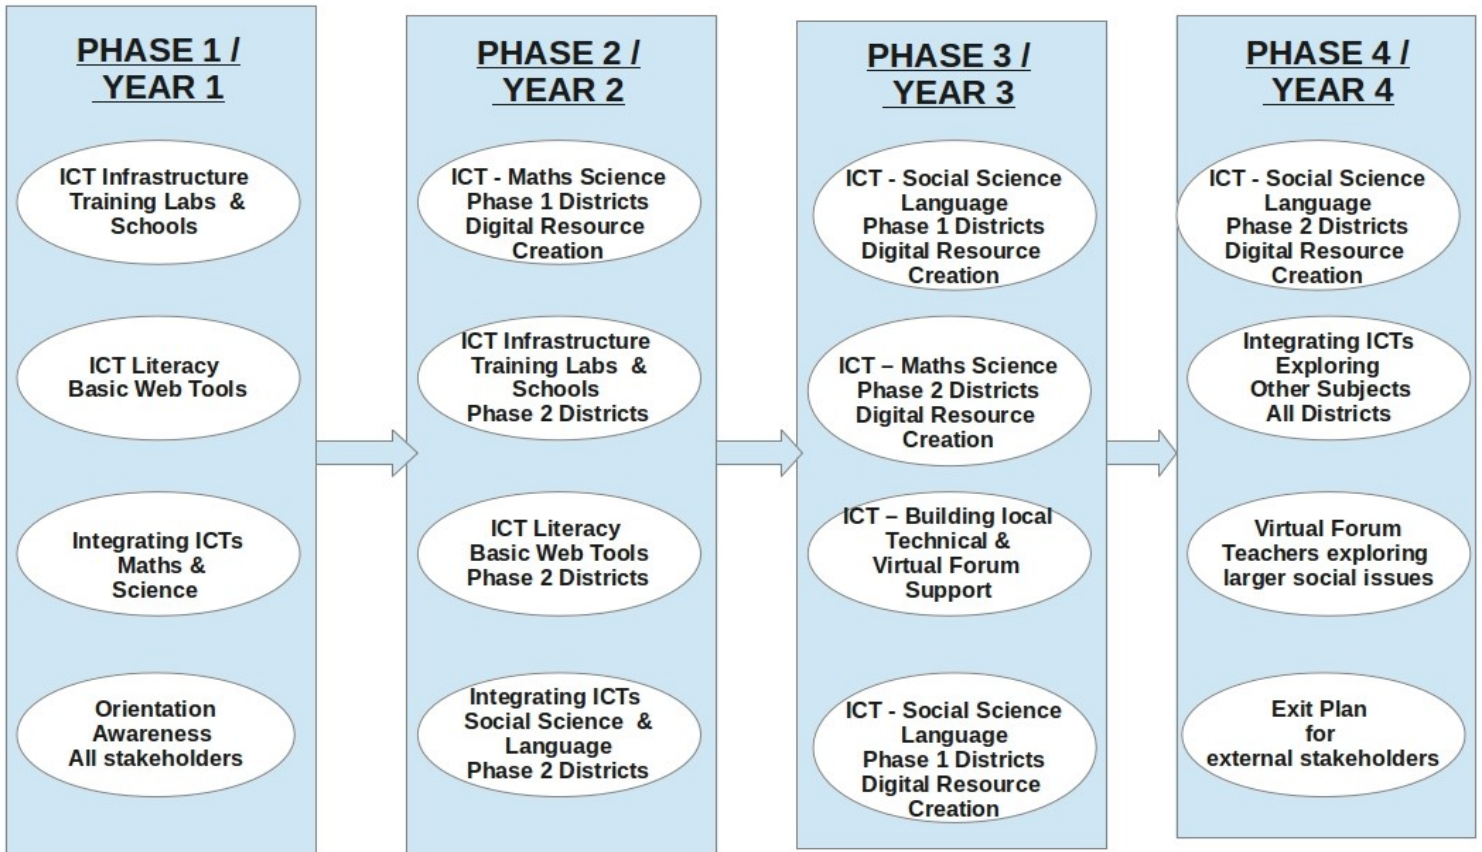 PHASE 1 /
YEAR 1
ICT Infrastructure
Training Labs &
Schools
ICT Literacy
Basic Web Tools
Integrating ICTs
Maths &
Science
Orientation
Awareness
All stakeholders
PHASE 2 /
YEAR 2
ICT - Maths Science
Phase 1 Districts
Digital Resource
Creation
ICT Infrastructure
Training Labs &
Schools
Phase 2 Districts
ICT Literacy
Basic Web Tools
Phase 2 Districts
Integrating ICTs
Social Science &
Language
Phase 2 Districts
PHASE 3 /
YEAR 3
ICT - Social Science
Language
Phase 1 Districts
Digital Resource
Creation
ICT – Maths Science
Phase 2 Districts
Digital Resource
Creation
ICT – Building local
Technical &
Virtual Forum
Support
ICT - Social Science
Language
Phase 1 Districts
Digital Resource
Creation
PHASE 4 /
YEAR 4
ICT - Social Science
Language
Phase 2 Districts
Digital Resource
Creation
Integrating ICTs
Exploring
Other Subjects
All Districts
Virtual Forum
Teachers exploring
larger social issues
Exit Plan
for
external stakeholders